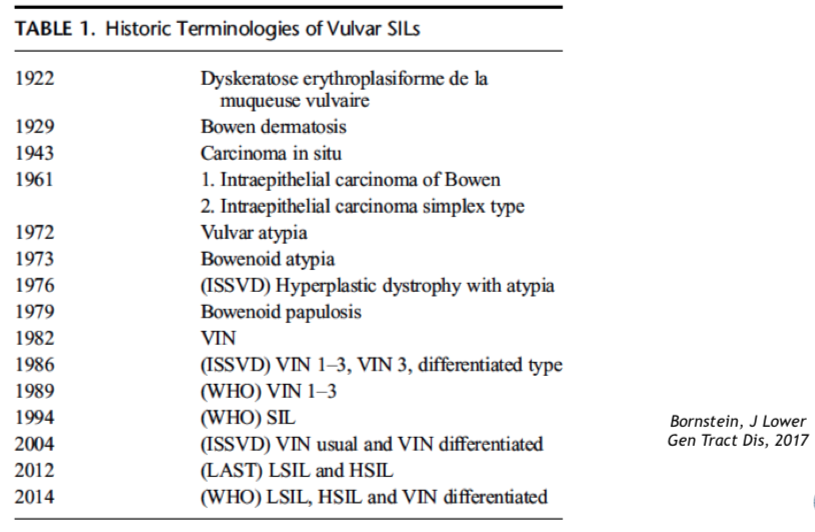 TABLE 1. Historic Terminologies of Vulvar SILs
1922 Dyskeratose erythroplasiforme de la
muqueuse vulvaire
1929 Bowen dermatosis
1943 Carcinoma in situ
1961 1. Intraepithelial carcinoma of Bowen
2. Intraepithelial carcinoma simplex type
1972 Vulvar atypia
1973 Bowenoid atypia
1976 (ISSVD) Hyperplastic dystrophy with atypia
1979 Bowenoid papulosis
1982 VIN
1986 (ISSVD) VIN 1–3, VIN 3, differentiated type
1989 (WHO) VIN 1–3
1994 (WHO) SIL
2004 (ISSVD) VIN usual and VIN differentiated
2012 (LAST) LSIL and HSIL
2014 (WHO) LSIL, HSIL and VIN differentiated
Bornstein, J Lower
Gen Tract Dis, 2017